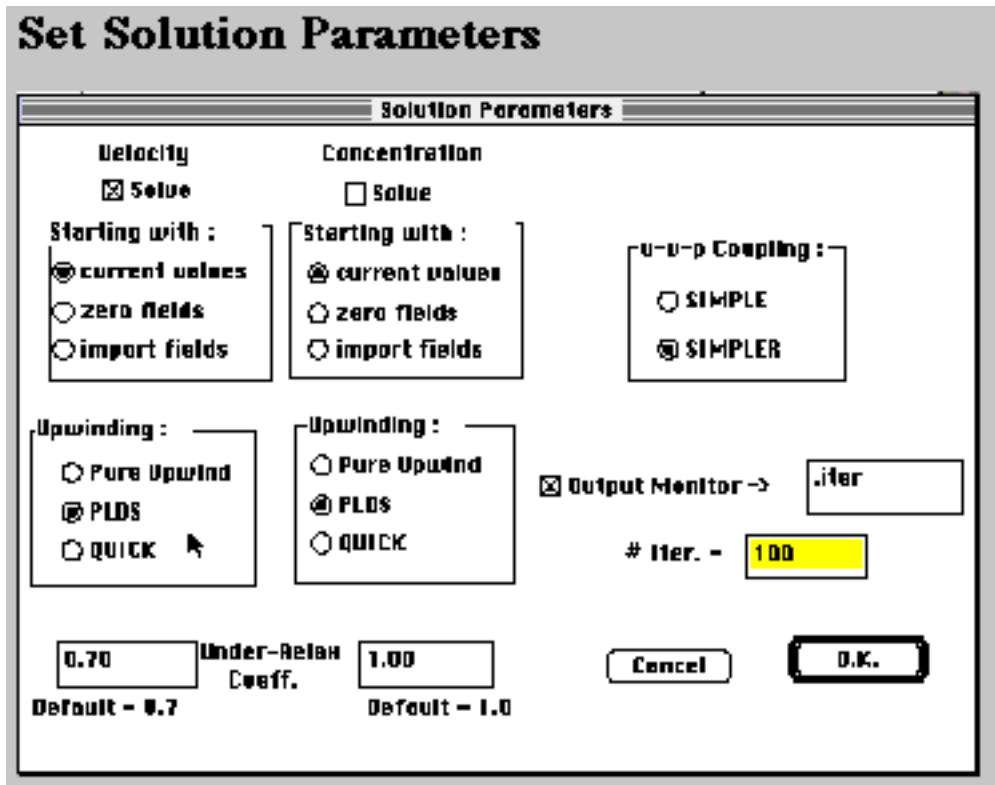 Set Solution Parameters
Solution Parameters
Velocity
Solve
Starting with :
current values
zero fields
import fields
Concentration
Solve
Starting with :
current values
zero fields
import fields
u-v-p Coupling :
SIMPLE
SIMPLER
Upwinding :
Pure Upwind
PLDS
QUICK
Upwinding :
Pure Upwind
PLDS
QUICK
Output Monitor ->
.iter
# Iter. =
100
0.70
Under-Relax
Coeff.
1.00
Default = 0.7
Default = 1.0
Cancel
O.K.